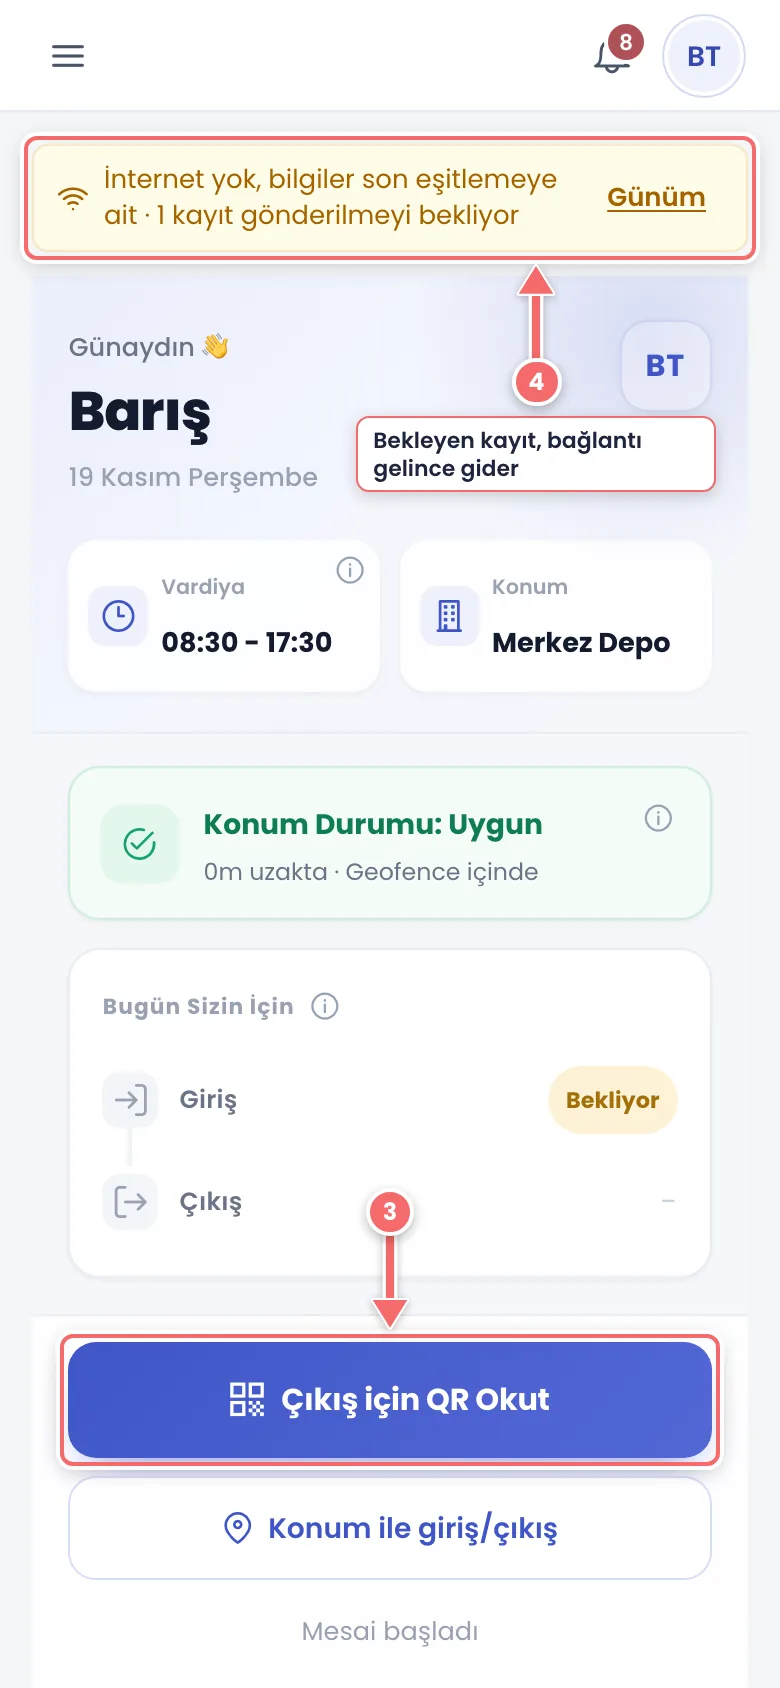 8
BT
İnternet yok, bilgiler son eşitlemeye
ait · 1 kayıt gönderilmeyi bekliyor
Günüm
Günaydın 👋
BT
4
Barış
Bekleyen kayıt, bağlantı
gelince gider
19 Kasım Perşembe
Vardiya
08:30 - 17:30
Konum
Merkez Depo
Konum Durumu: Uygun
0m uzakta · Geofence içinde
Bugün Sizin İçin
Giriş
Bekliyor
Çıkış
–
3
Çıkış için QR Okut
Konum ile giriş/çıkış
Mesai başladı